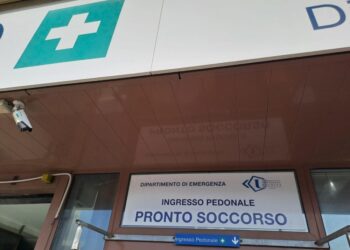 DIPARTIMENTO DI EMERGENZA
INGRESSO PEDONALE
PRONTO SOCCORSO
Ingresso Pedonale